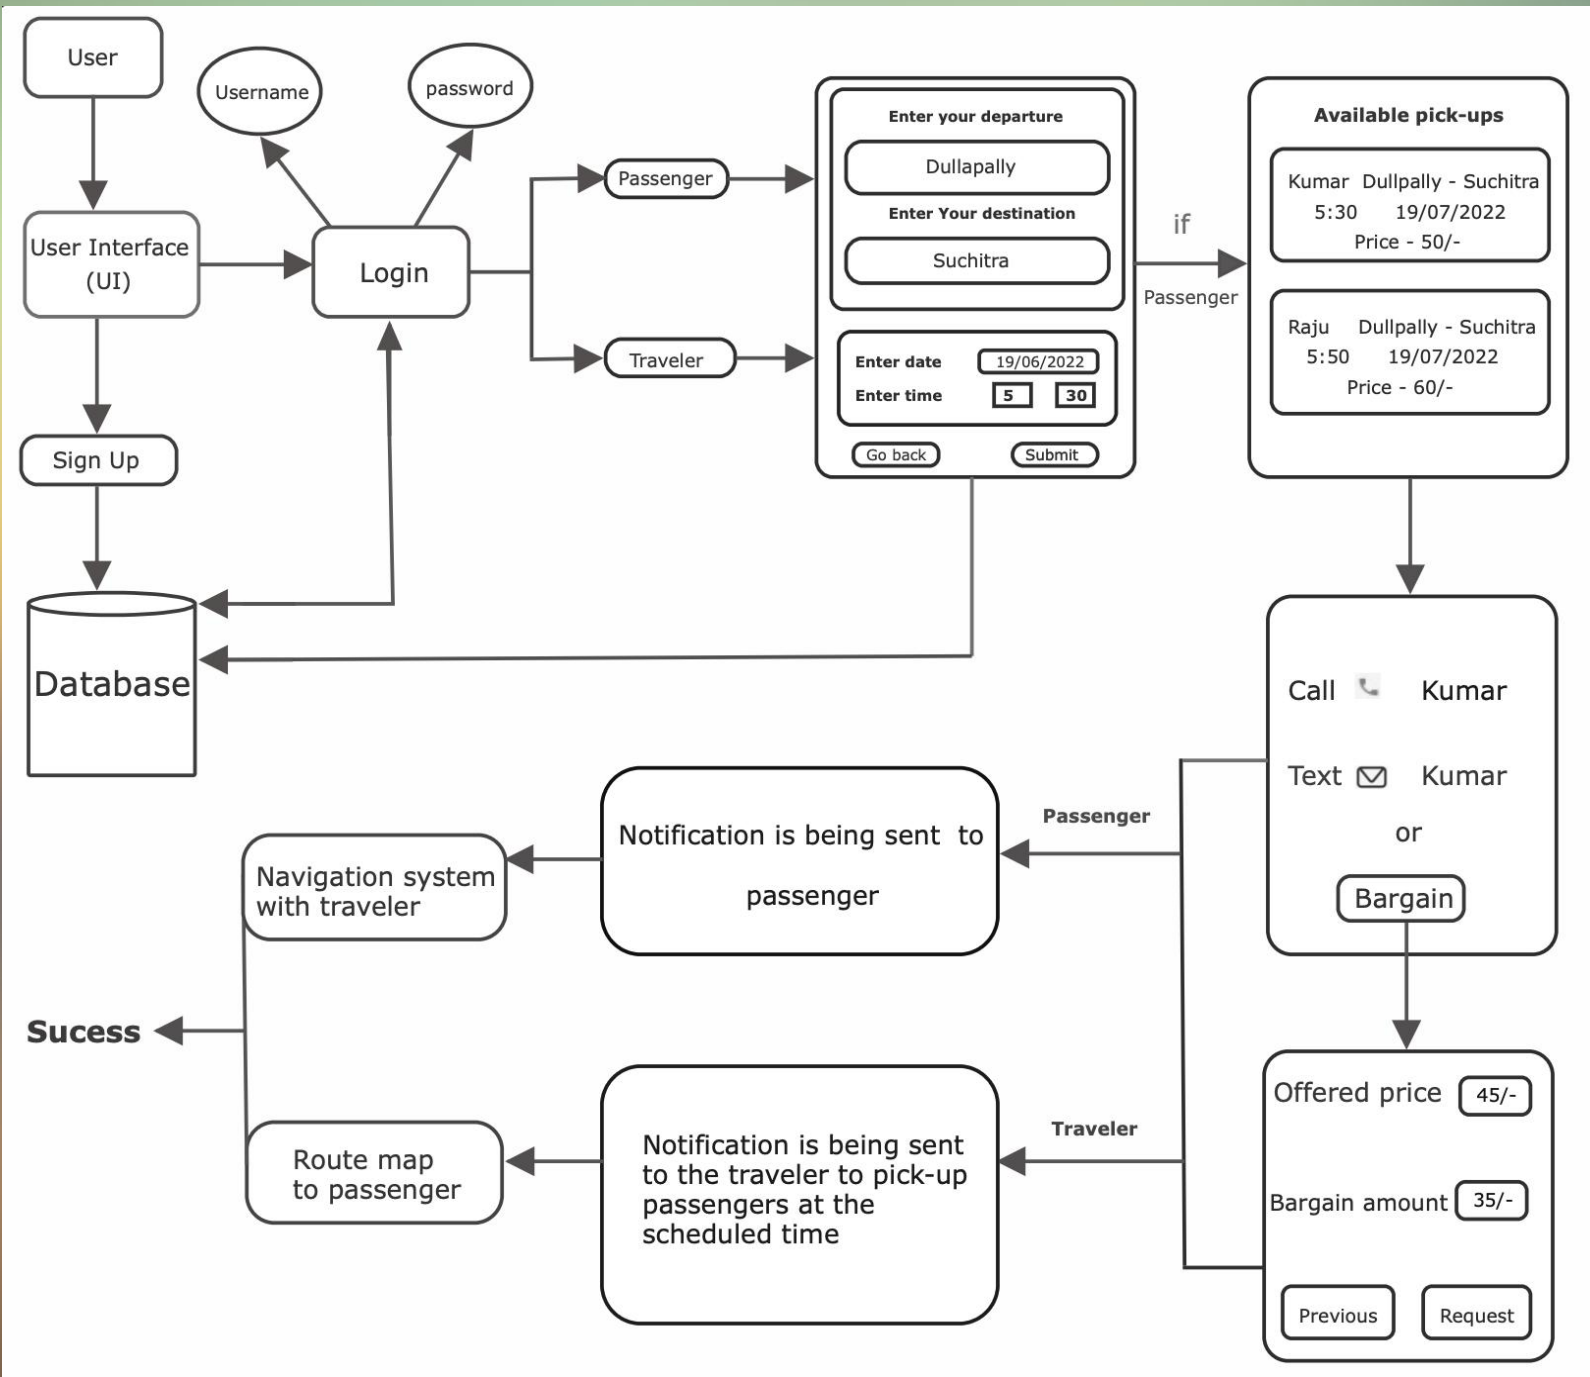 User
Username
password
User Interface
(UI)
Login
Sign Up
Database
Passenger
Traveler
Enter your departure
Dullapally
Enter Your destination
Suchitra
Enter date 19/06/2022
Enter time 5 30
Go back Submit
if
Passenger
Available pick-ups
Kumar Dullpally - Suchitra
5:30 19/07/2022
Price - 50/-
Raju Dullpally - Suchitra
5:50 19/07/2022
Price - 60/-
Call Kumar
Text Kumar
or
Bargain
Offered price 45/-
Bargain amount 35/-
Previous Request
Passenger
Notification is being sent to
passenger
Navigation system
with traveler
Traveler
Notification is being sent
to the traveler to pick-up
passengers at the
scheduled time
Route map
to passenger
Sucess